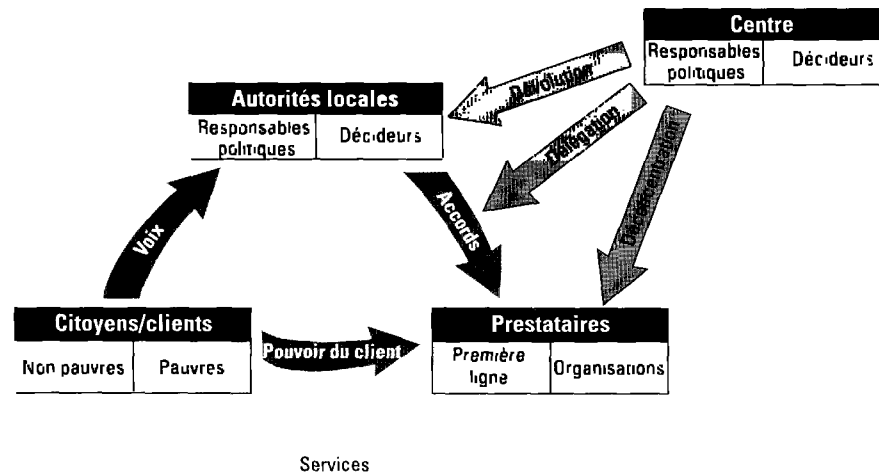 Centre
Responsables
politiques
Décideurs
Dévolution
Autorités locales
Responsables
politiques
Décideurs
Délégation
Déconcentration
Accords
Voix
Citoyens/clients
Non pauvres
Pauvres
Pouvoir du client
Prestataires
Première
ligne
Organisations
Services